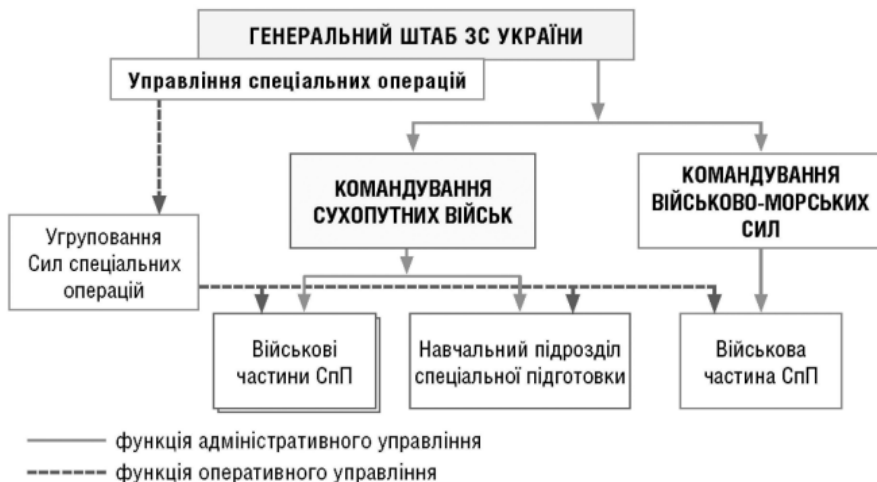 ГЕНЕРАЛЬНИЙ ШТАБ ЗС УКРАЇНИ
Управління спеціальних операцій
КОМАНДУВАННЯ
СУХОПУТНИХ ВІЙСЬК
КОМАНДУВАННЯ
ВІЙСЬКОВО-МОРСЬКИХ
СИЛ
Угруповання
Сил спеціальних
операцій
Військові
частини СпП
Навчальний підрозділ
спеціальної підготовки
Військова
частина СпП
функція адміністративного управління
функція оперативного управління